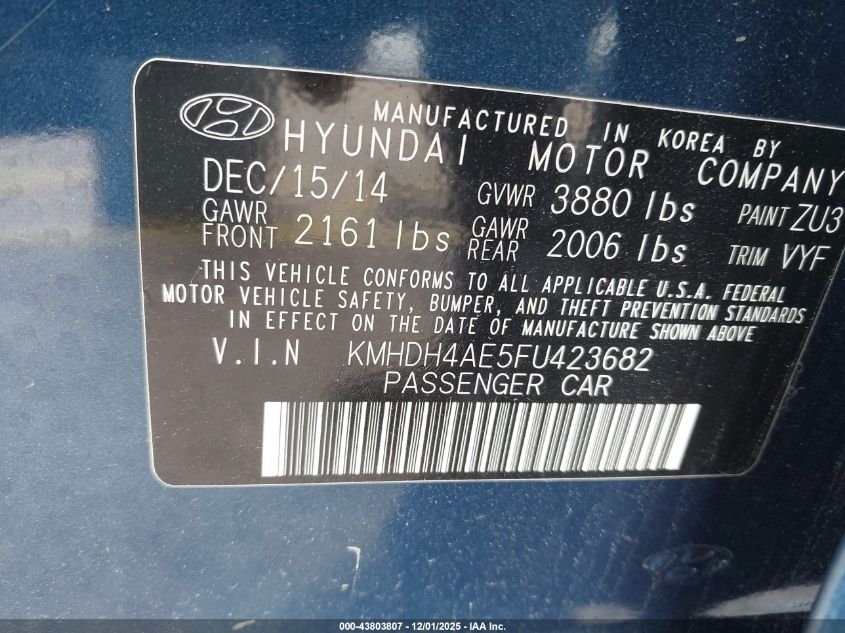 MANUFACTURED IN KOREA BY
HYUNDAI MOTOR COMPANY
DEC/15/14 GVWR 3880 lbs PAINT ZU3
GAWR FRONT 2161 lbs GAWR REAR 2006 lbs TRIM VYF
THIS VEHICLE CONFORMS TO ALL APPLICABLE U.S.A. FEDERAL
MOTOR VEHICLE SAFETY, BUMPER, AND THEFT PREVENTION STANDARDS
IN EFFECT ON THE DATE OF MANUFACTURE SHOWN ABOVE
V.I.N KMHDH4AE5FU423682
PASSENGER CAR
000-43803807 - 12/01/2025 - IAA Inc.